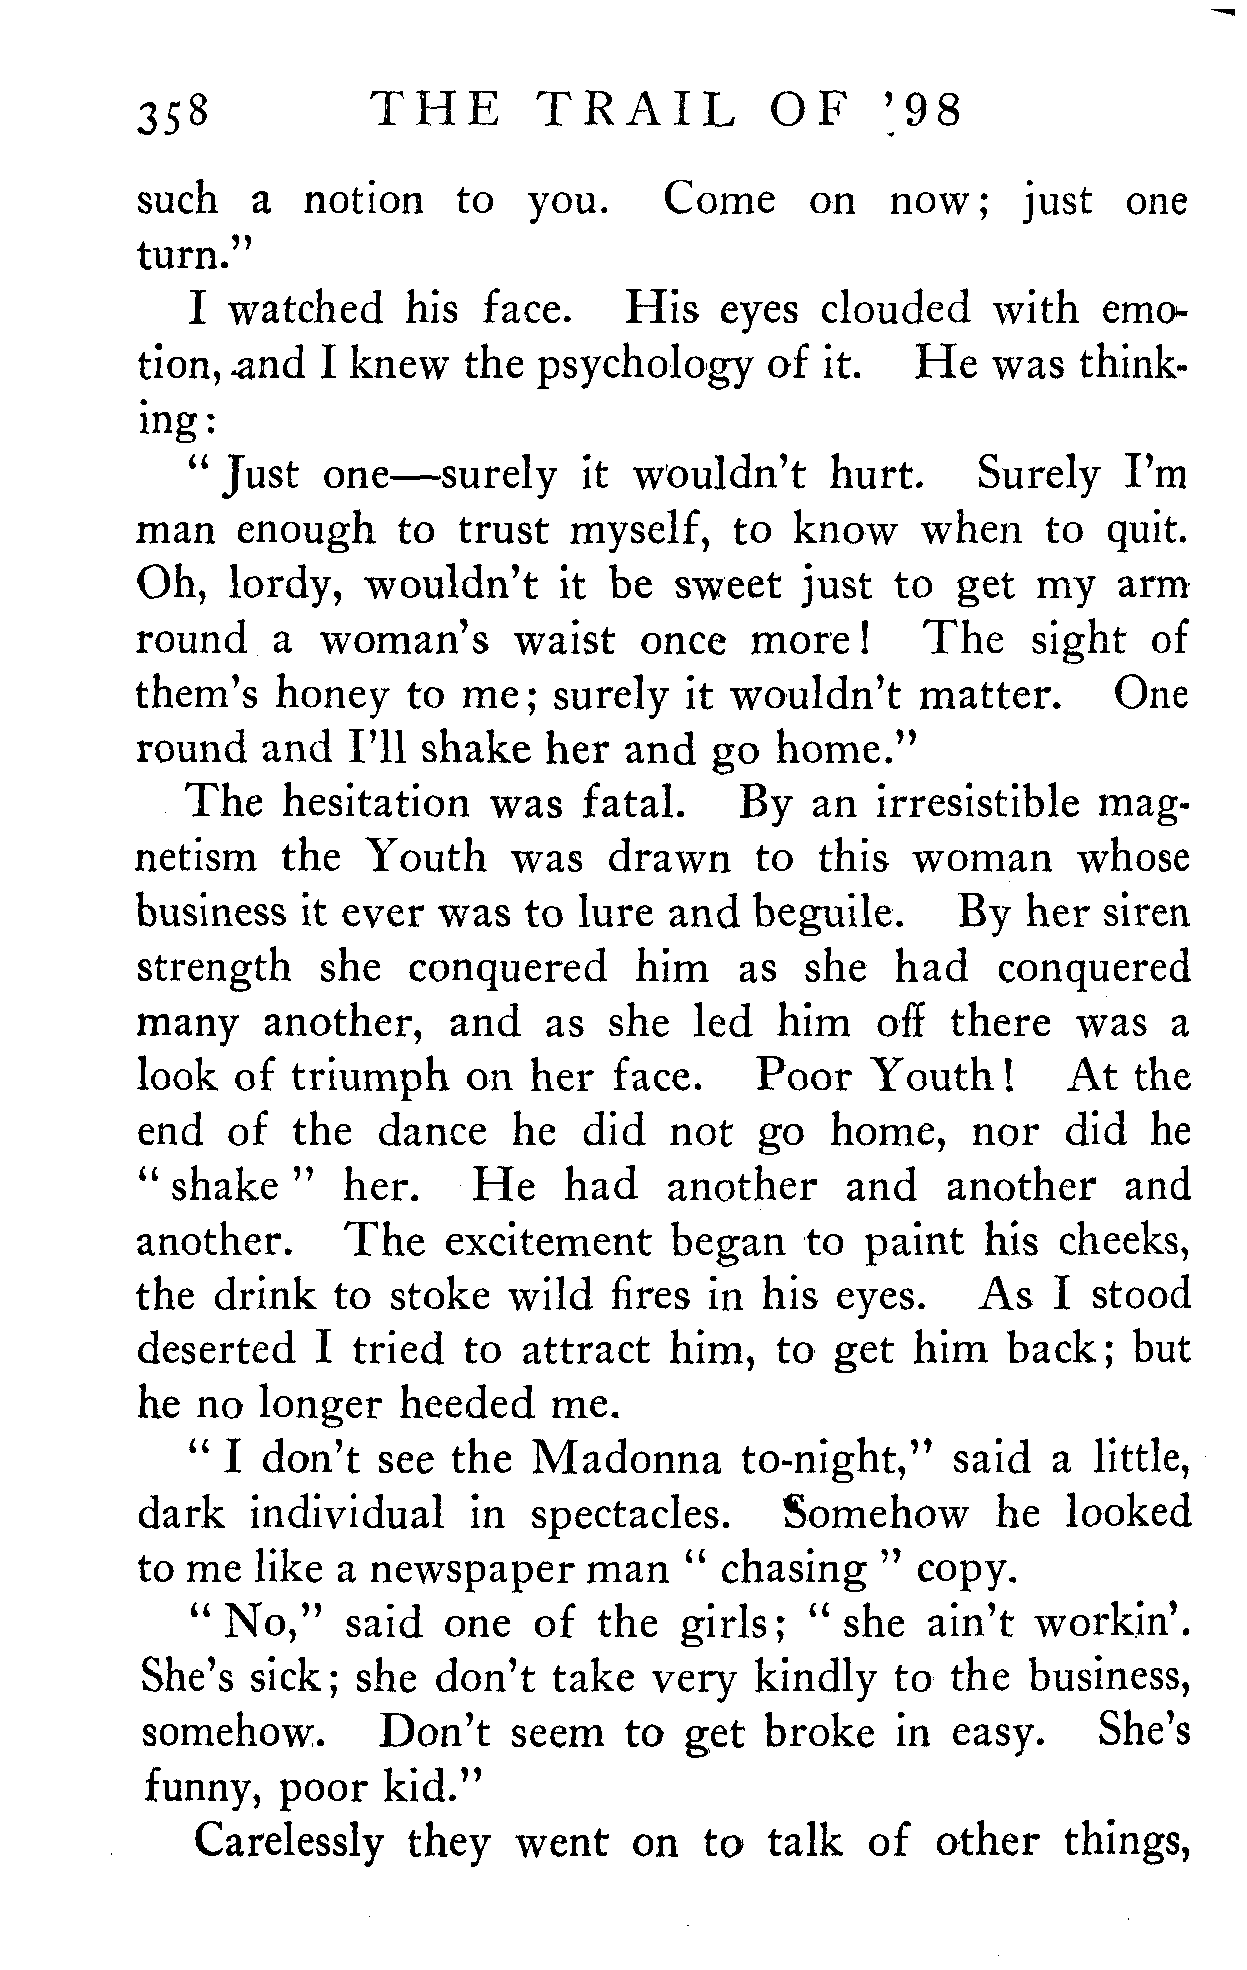 358 THE TRAIL OF '98
such a notion to you. Come on now; just one
turn."
I watched his face. His eyes clouded with emo-
tion, and I knew the psychology of it. He was think-
ing:
"Just one—surely it wouldn't hurt. Surely I'm
man enough to trust myself, to know when to quit.
Oh, lordy, wouldn't it be sweet just to get my arm
round a woman's waist once more! The sight of
them's honey to me; surely it wouldn't matter. One
round and I'll shake her and go home."
The hesitation was fatal. By an irresistible mag-
netism the Youth was drawn to this woman whose
business it ever was to lure and beguile. By her siren
strength she conquered him as she had conquered
many another, and as she led him off there was a
look of triumph on her face. Poor Youth! At the
end of the dance he did not go home, nor did he
"shake" her. He had another and another and
another. The excitement began to paint his cheeks,
the drink to stoke wild fires in his eyes. As I stood
deserted I tried to attract him, to get him back; but
he no longer heeded me.
"I don't see the Madonna to-night," said a little,
dark individual in spectacles. Somehow he looked
to me like a newspaper man "chasing" copy.
"No," said one of the girls; "she ain't workin'.
She's sick; she don't take very kindly to the business,
somehow. Don't seem to get broke in easy. She's
funny, poor kid."
Carelessly they went on to talk of other things,